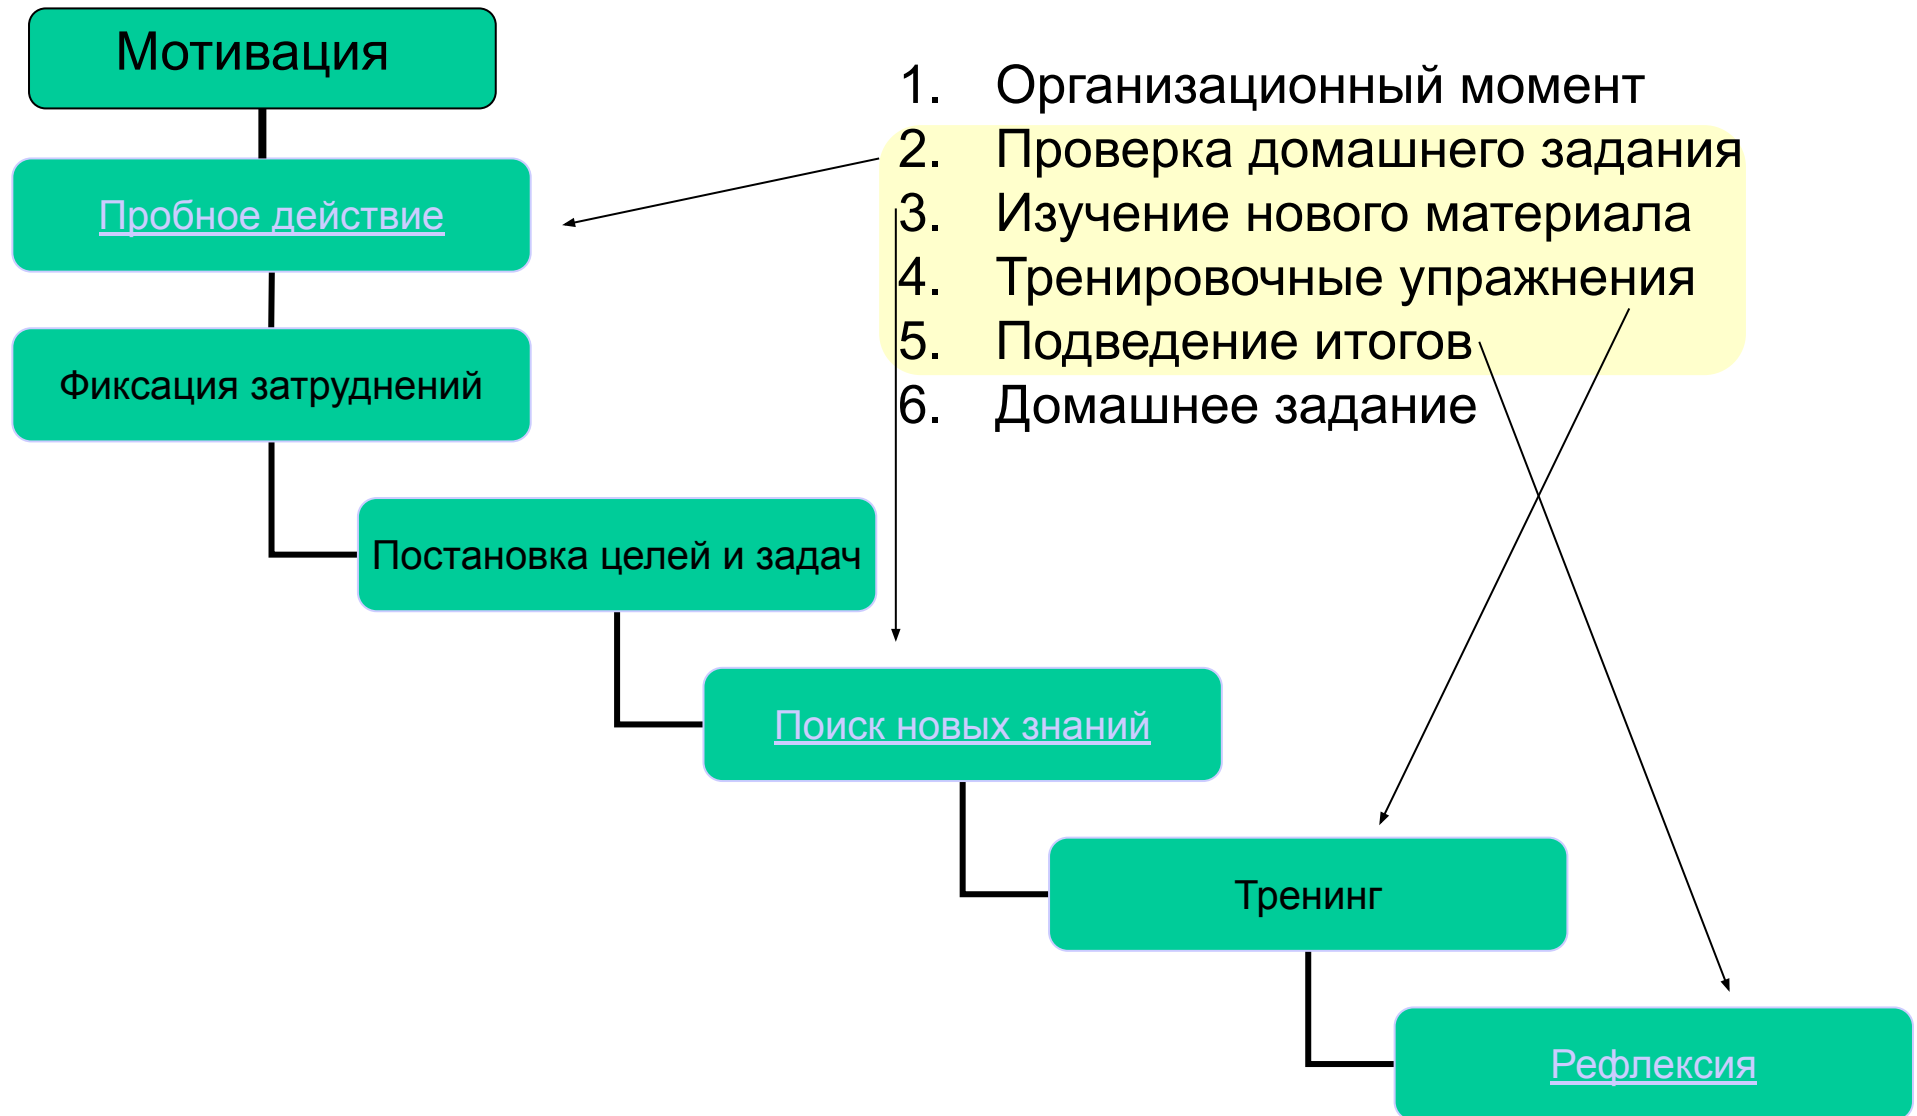 Мотивация
1. Организационный момент
2. Проверка домашнего задания
3. Изучение нового материала
4. Тренировочные упражнения
5. Подведение итогов
6. Домашнее задание
Пробное действие
Фиксация затруднений
Постановка целей и задач
Поиск новых знаний
Тренинг
Рефлексия